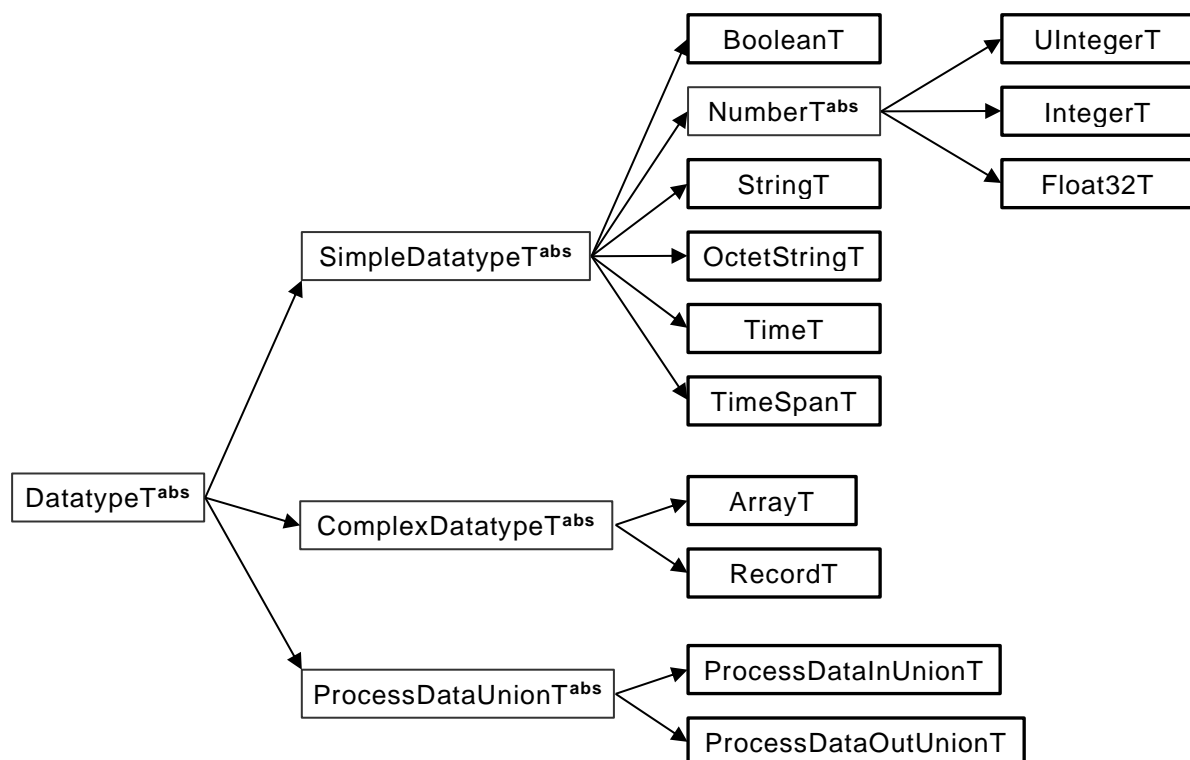 BooleanT
UIntegerT
NumberTabs
IntegerT
StringT
Float32T
SimpleDatatypeTabs
OctetStringT
TimeT
TimeSpanT
DatatypeTabs
ComplexDatatypeTabs
ArrayT
RecordT
ProcessDataUnionTabs
ProcessDataInUnionT
ProcessDataOutUnionT